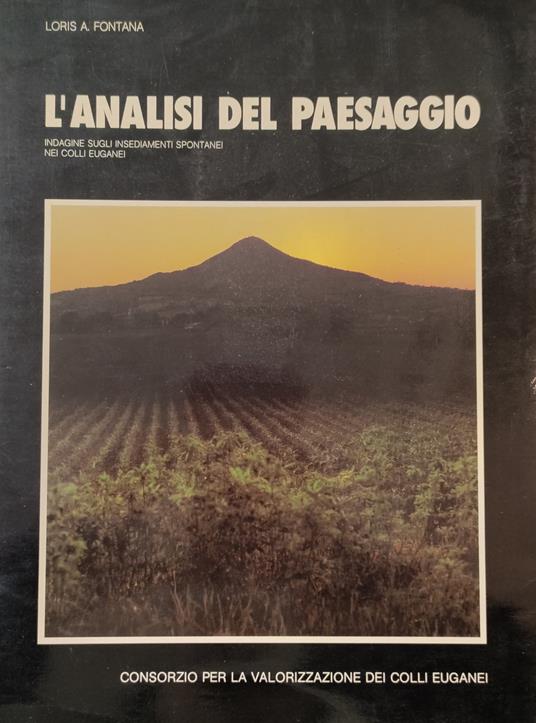 LORIS A. FONTANA
L'ANALISI DEL PAESAGGIO
INDAGINE SUGLI INSEDIAMENTI SPONTANEI
NEI COLLI EUGANEI
CONSORZIO PER LA VALORIZZAZIONE DEI COLLI EUGANEI